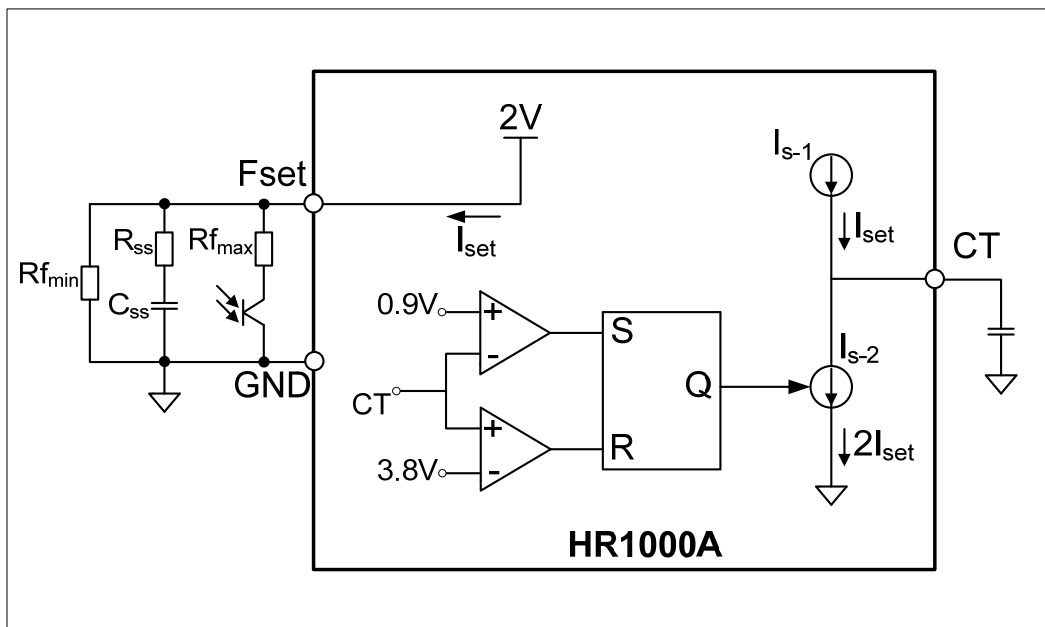 2V
Is-1
Fset
Iset
Iset
CT
Rss
Rfmax
Rfmin
Css
0.9V
+
-
S
Is-2
GND
CT
Q
+
-
R
3.8V
2Iset
HR1000A